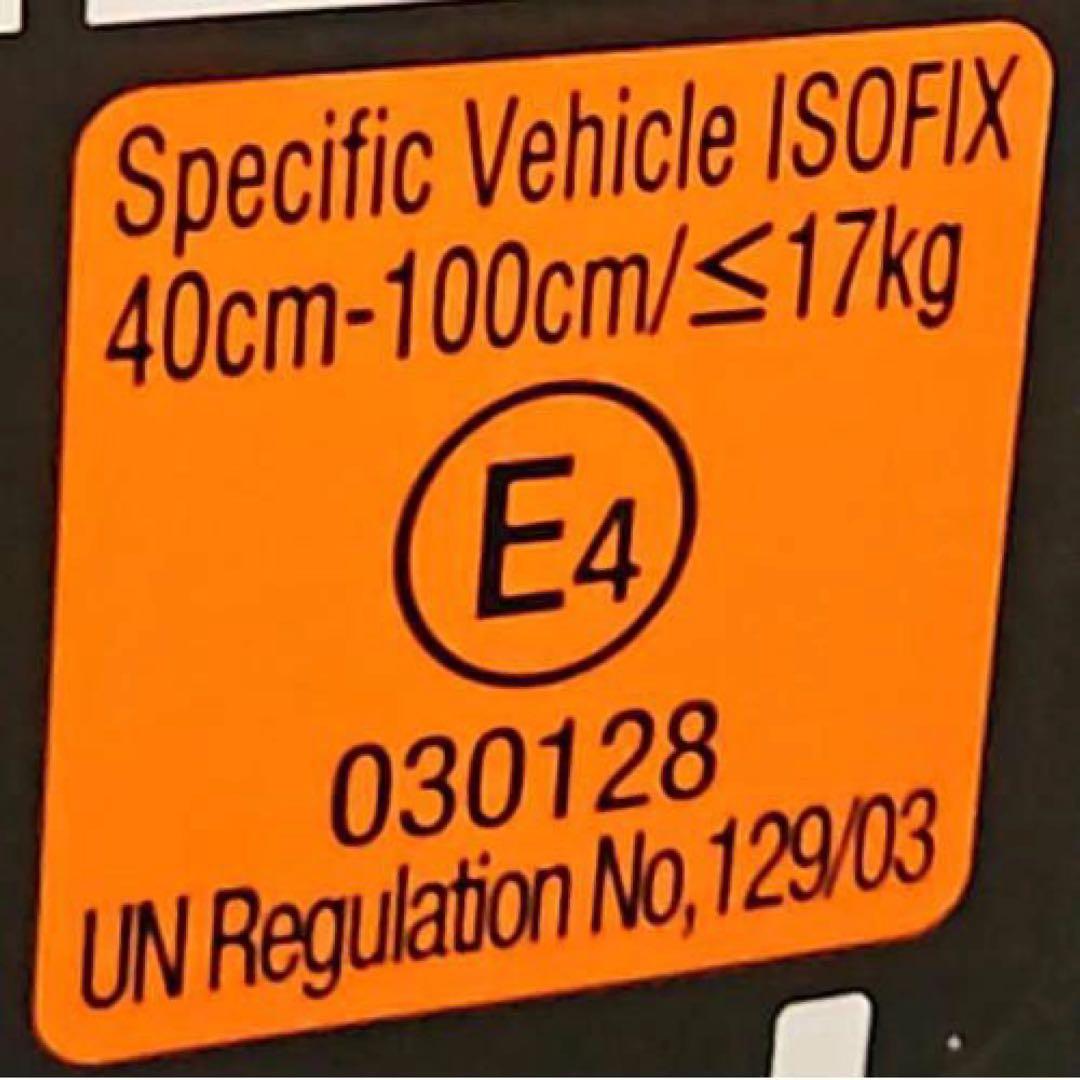 Specific Vehicle ISOFIX
40cm-100cm/≤17kg
E4
030128
UN Regulation No,129/03